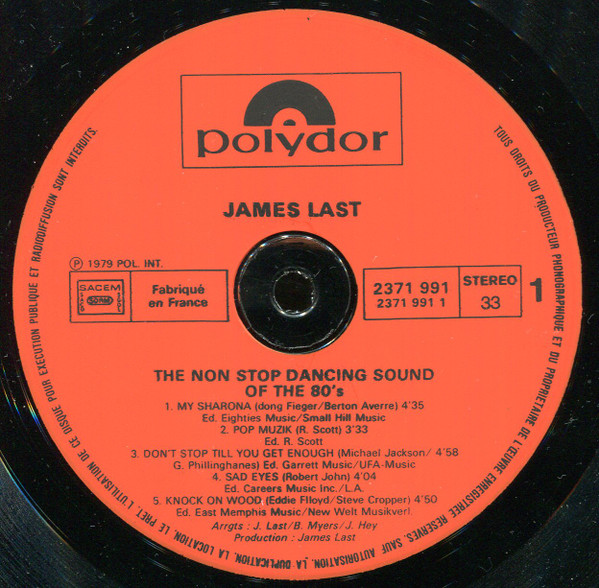 polydor
JAMES LAST
Ⓟ 1979 POL. INT.
SACEM
Fabriqué
en France
2371 991
2371 991 1
STEREO
33
1
THE NON STOP DANCING SOUND
OF THE 80's
1. MY SHARONA (dong Fieger/Berton Averre) 4'35
Ed. Eighties Music/Small Hill Music
2. POP MUZIK (R. Scott) 3'33
Ed. R. Scott
3. DON'T STOP TILL YOU GET ENOUGH (Michael Jackson/ 4'58
G. Phillinghanes) Ed. Garrett Music/UFA-Music
4. SAD EYES (Robert John) 4'04
Ed. Careers Music Inc./L.A.
5. KNOCK ON WOOD (Eddie Flloyd/Steve Cropper) 4'50
Ed. East Memphis Music/New Welt Musikverl.
Arrgts : J. Last/B. Myers/J. Hey
Production : James Last
TOUS DROITS DU PRODUCTEUR PHONOGRAPHIQUE ET DU PROPRIETAIRE DE L'ŒUVRE ENREGISTREE RESERVES. SAUF AUTORISATION, LA DUPLICATION, LA LOCATION, LE PRET, L'UTILISATION DE CE DISQUE POUR EXECUTION PUBLIQUE ET RADIODIFFUSION SONT INTERDITS.